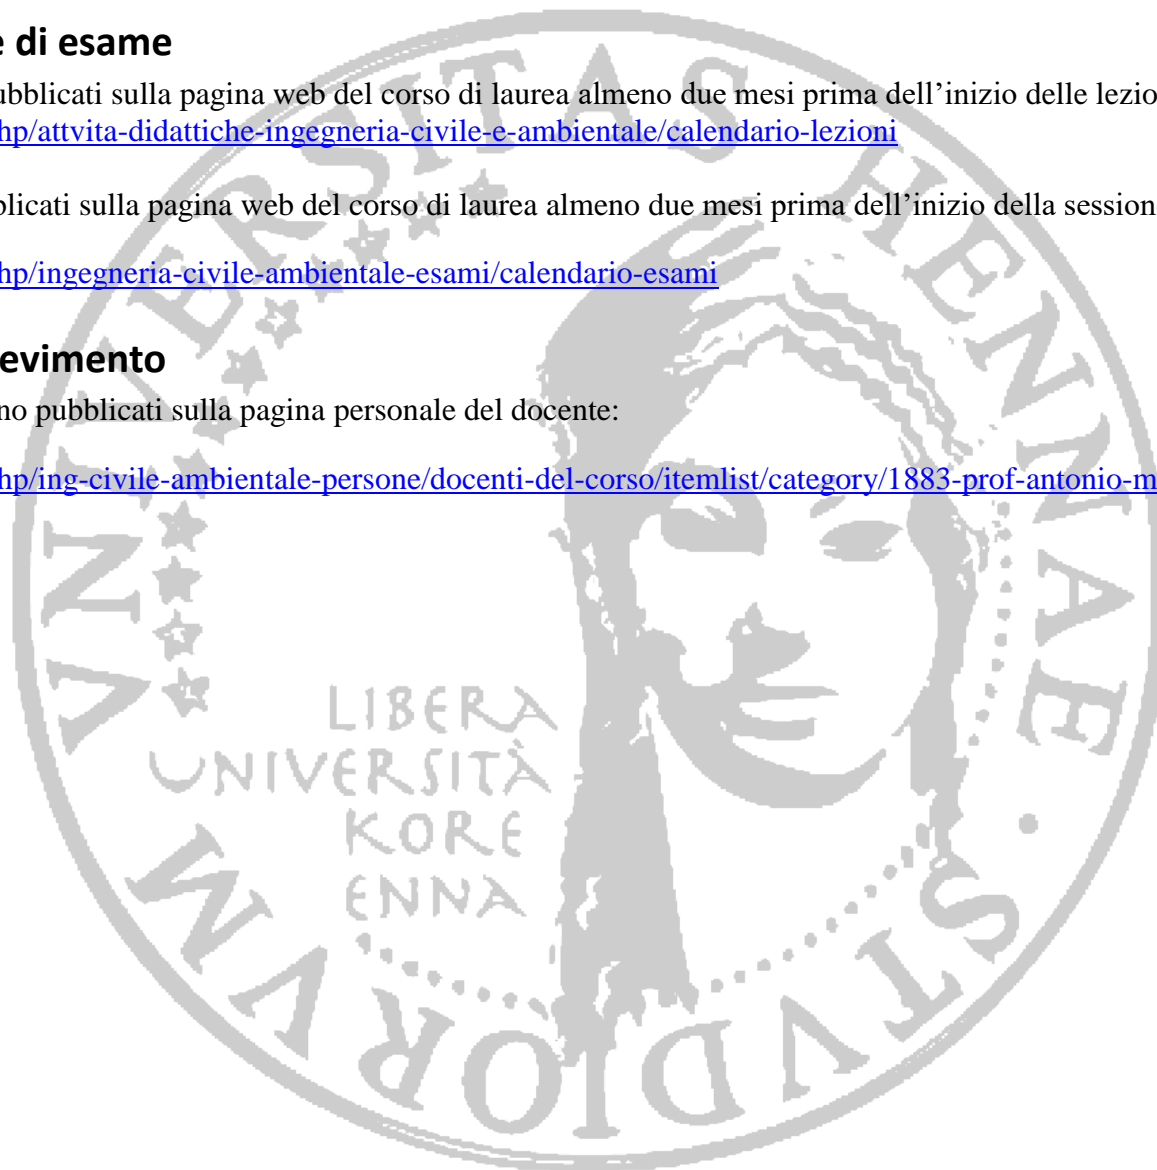 e di esame
ubblicati sulla pagina web del corso di laurea almeno due mesi prima dell’inizio delle lezio
hp/attvita-didattiche-ingegneria-civile-e-ambientale/calendario-lezioni
blicati sulla pagina web del corso di laurea almeno due mesi prima dell’inizio della session
hp/ingegneria-civile-ambientale-esami/calendario-esami
evimento
no pubblicati sulla pagina personale del docente:
hp/ing-civile-ambientale-persone/docenti-del-corso/itemlist/category/1883-prof-antonio-m
VNIVERSITAS HENNAE · STVDIORVM
LIBERA
UNIVERSITÀ
KORE
ENNA